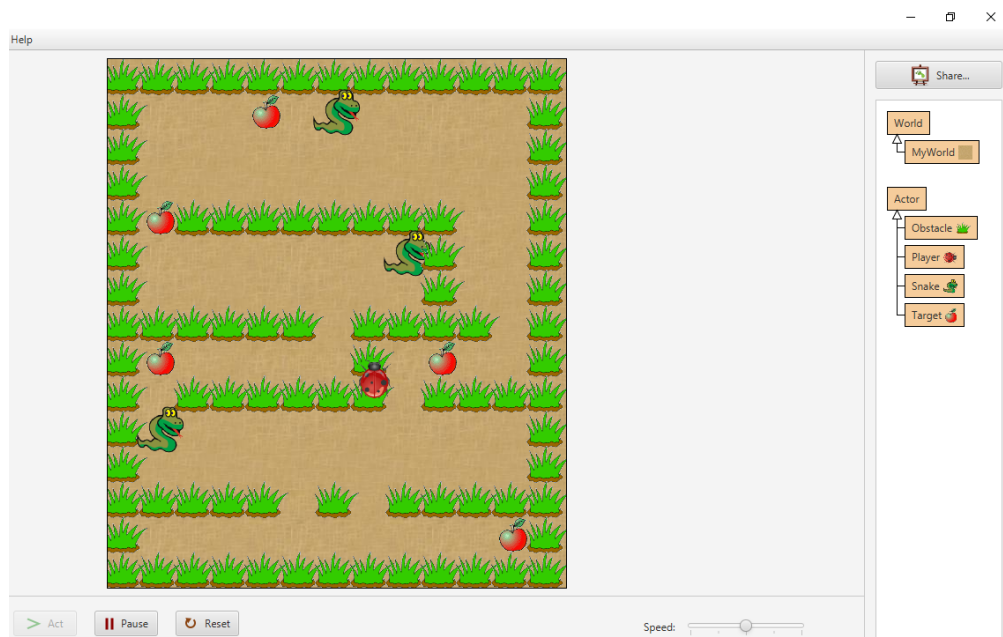 Help
Share...
World
MyWorld
Actor
Obstacle
Player
Snake
Target
Act
Pause
Reset
Speed: